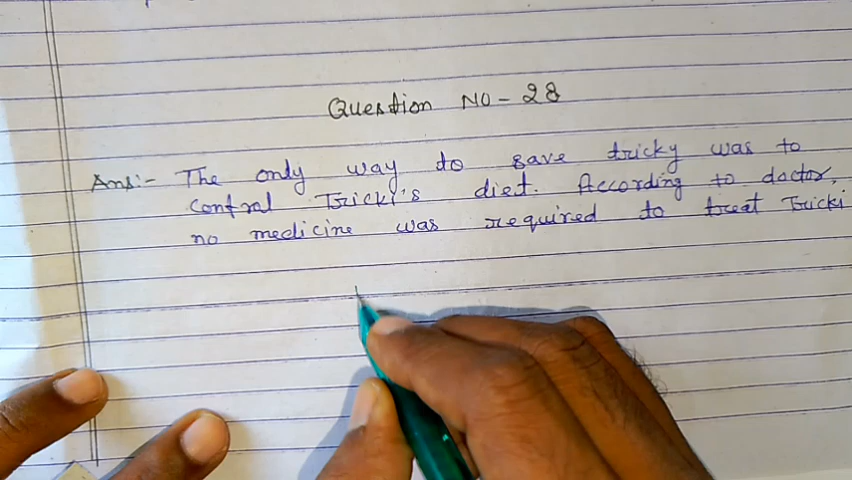 Question NO - 28
Ans:- The only way to save tricky was to
control Tricki's diet. According to doctor,
no medicine was required to treat Tricki